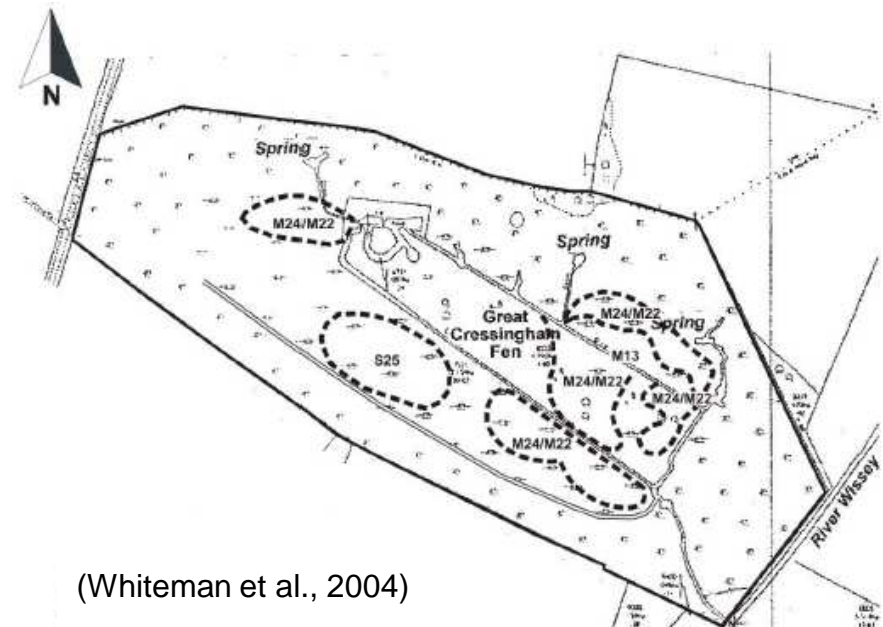 N
Spring
M24/M22
Spring
Great
Cressingham
Fen
M24/M22
Spring
M13
S25
M24/M22
M24/M22
M24/M22
River Wissey
(Whiteman et al., 2004)